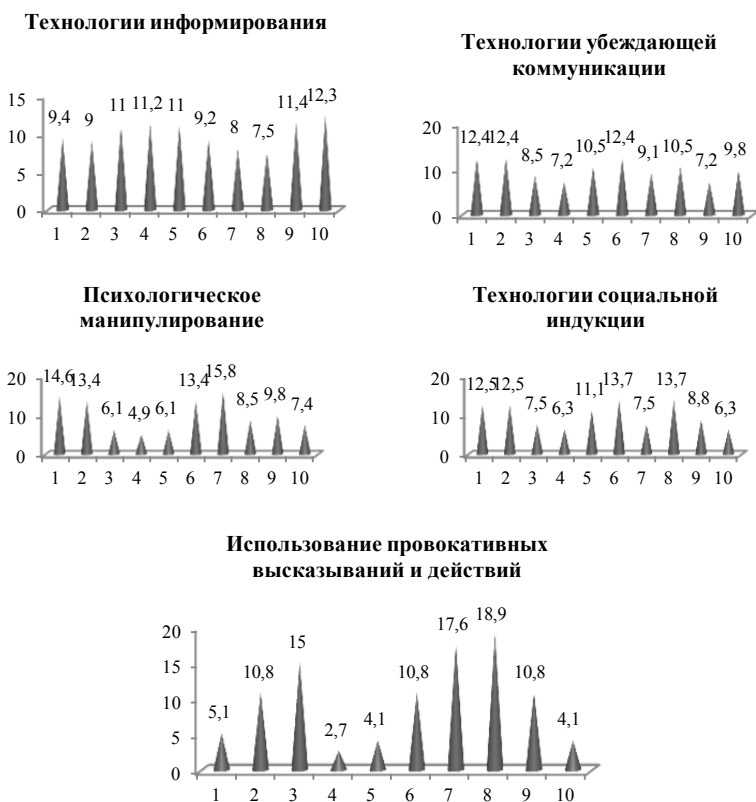 Технологии информирования
15
10
5
0
9,4 9 11 11,2 11 9,2 8 7,5 11,4 12,3
1 2 3 4 5 6 7 8 9 10
Технологии убеждающей
коммуникации
20
10
0
12,4 12,4 8,5 7,2 10,5 12,4 9,1 10,5 7,2 9,8
1 2 3 4 5 6 7 8 9 10
Психологическое
манипулирование
20
10
0
14,6 13,4 6,1 4,9 6,1 13,4 15,8 8,5 9,8 7,4
1 2 3 4 5 6 7 8 9 10
Технологии социальной
индукции
20
10
0
12,5 12,5 7,5 6,3 11,1 13,7 7,5 13,7 8,8 6,3
1 2 3 4 5 6 7 8 9 10
Использование провокативных
высказываний и действий
20
15
10
5
0
5,1 10,8 15 2,7 4,1 10,8 17,6 18,9 10,8 4,1
1 2 3 4 5 6 7 8 9 10